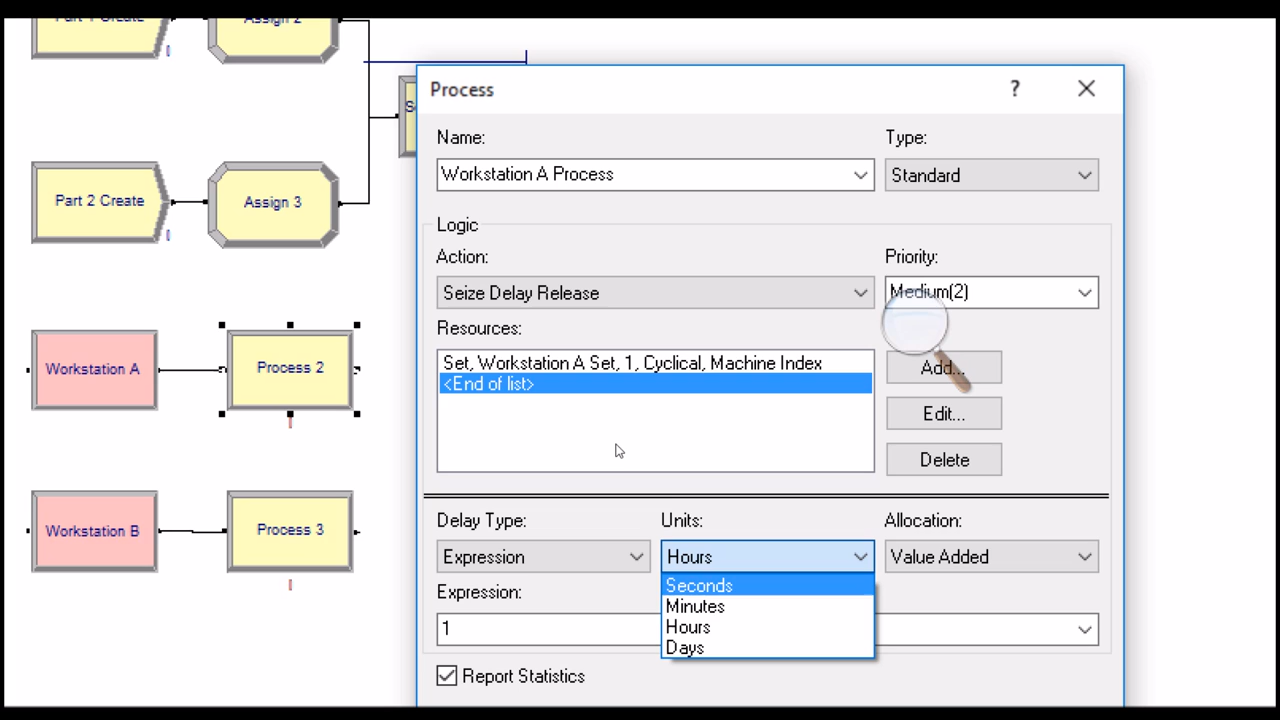 Part 1 Create
Assign 2
Process
?
Name:
Type:
Workstation A Process
Standard
Part 2 Create
Assign 3
Logic
Action:
Priority:
Seize Delay Release
Medium(2)
Resources:
Set, Workstation A Set, 1, Cyclical, Machine Index
<End of list>
Add...
Workstation A
Process 2
Edit...
Delete
Delay Type:
Units:
Allocation:
Workstation B
Process 3
Expression
Hours
Value Added
Seconds
Expression:
Minutes
1
Hours
Days
Report Statistics